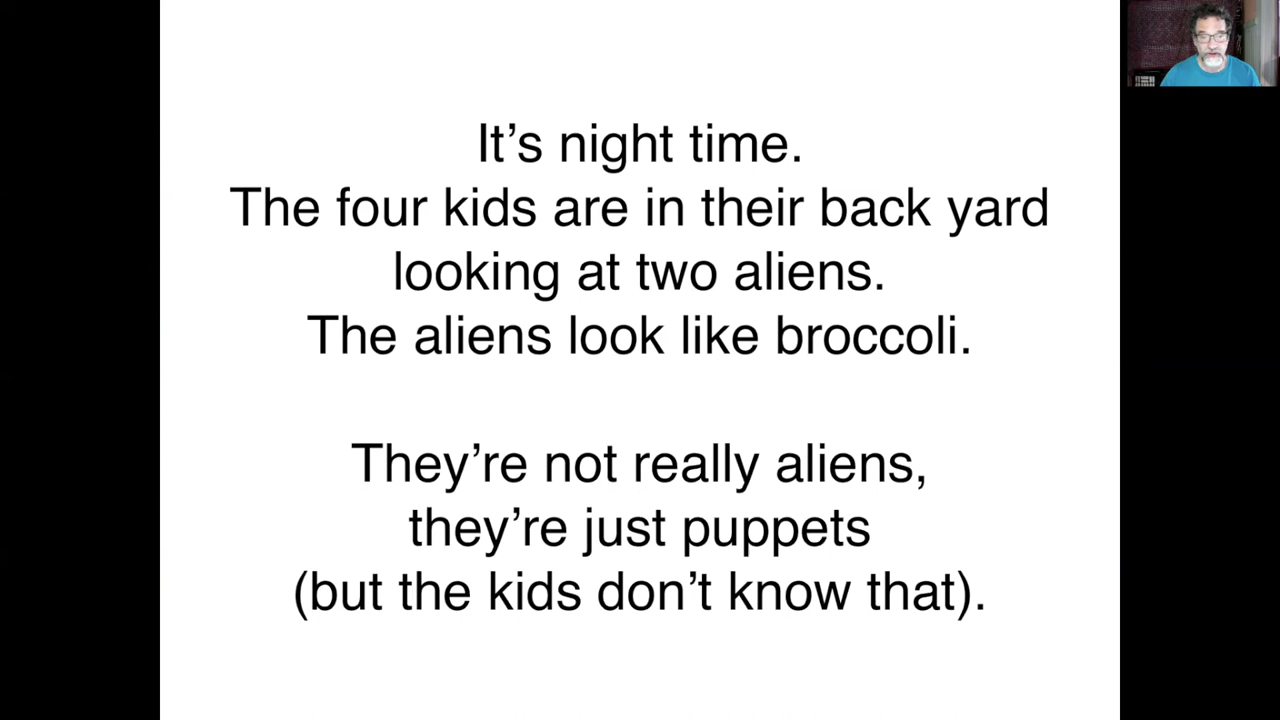 It’s night time.
The four kids are in their back yard
looking at two aliens.
The aliens look like broccoli.
They’re not really aliens,
they’re just puppets
(but the kids don’t know that).